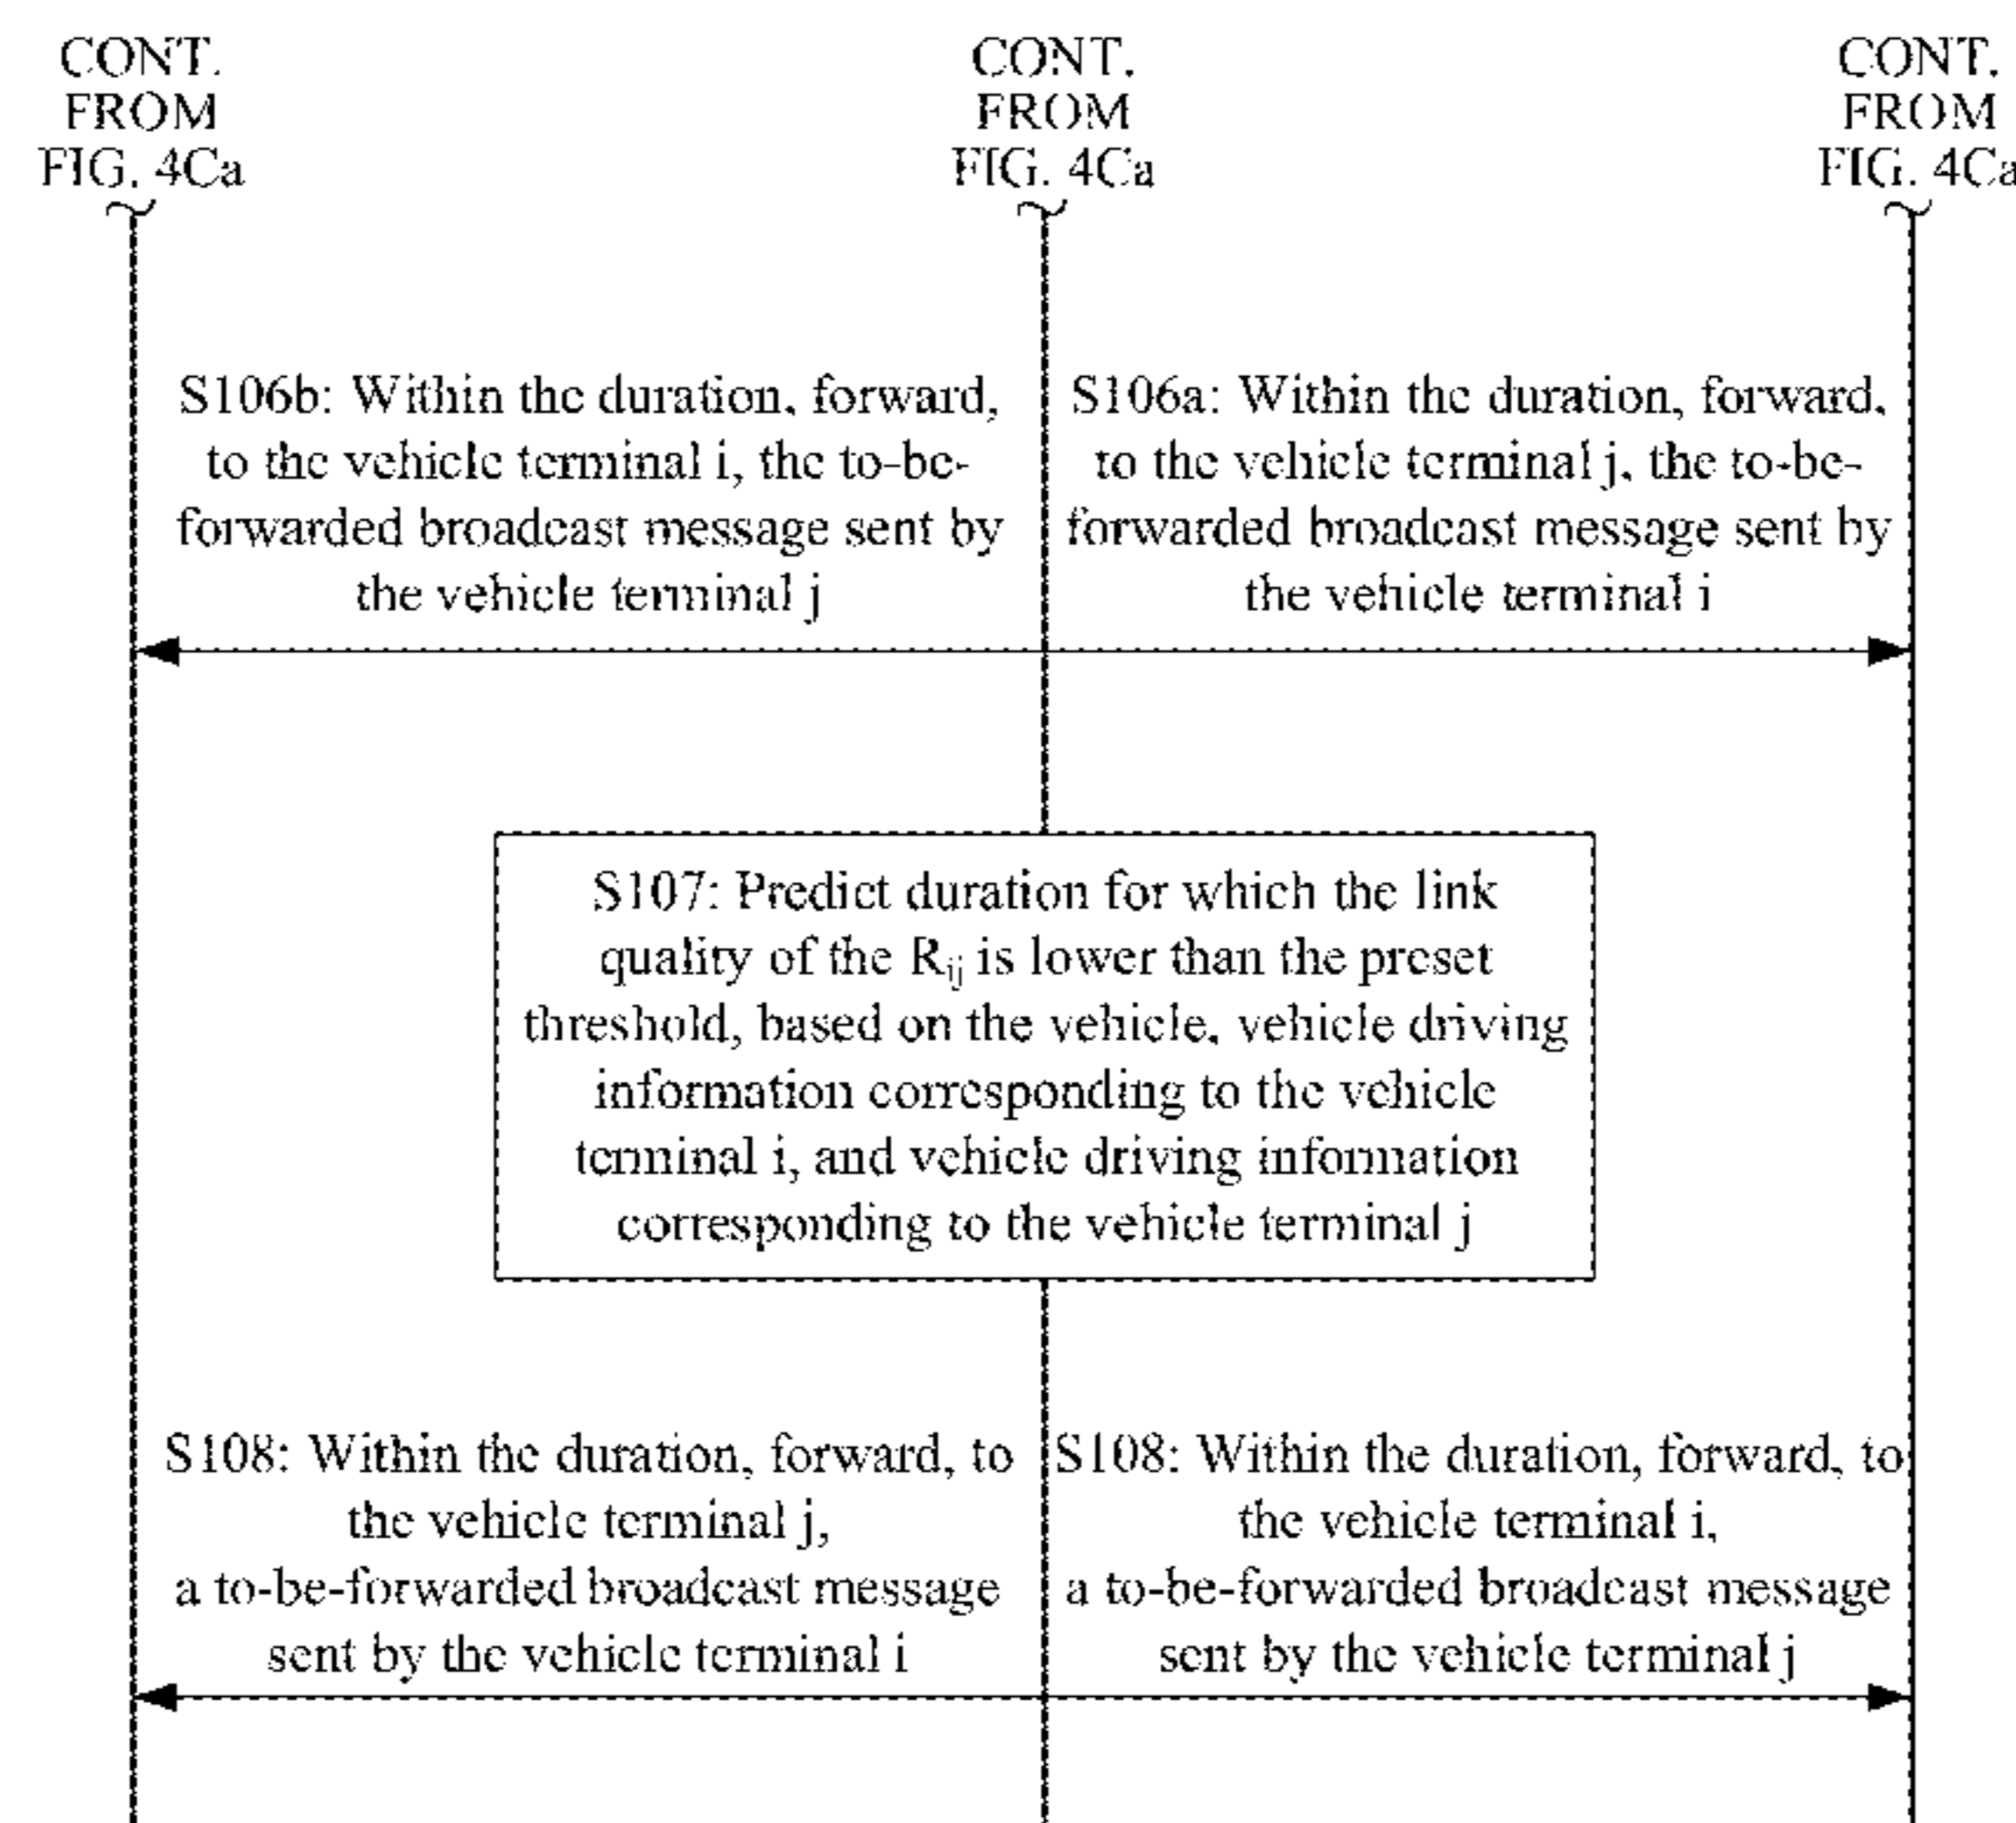 CONT.
FROM
FIG. 4Ca
CONT.
FROM
FIG. 4Ca
CONT.
FROM
FIG. 4Ca
S106b: Within the duration, forward,
to the vehicle terminal i, the to-be-
forwarded broadcast message sent by
the vehicle terminal j
S106a: Within the duration, forward,
to the vehicle terminal j, the to-be-
forwarded broadcast message sent by
the vehicle terminal i
S107: Predict duration for which the link
quality of the Rij is lower than the preset
threshold, based on the vehicle, vehicle driving
information corresponding to the vehicle
terminal i, and vehicle driving information
corresponding to the vehicle terminal j
S108: Within the duration, forward, to
the vehicle terminal j,
a to-be-forwarded broadcast message
sent by the vehicle terminal i
S108: Within the duration, forward, to
the vehicle terminal i,
a to-be-forwarded broadcast message
sent by the vehicle terminal j